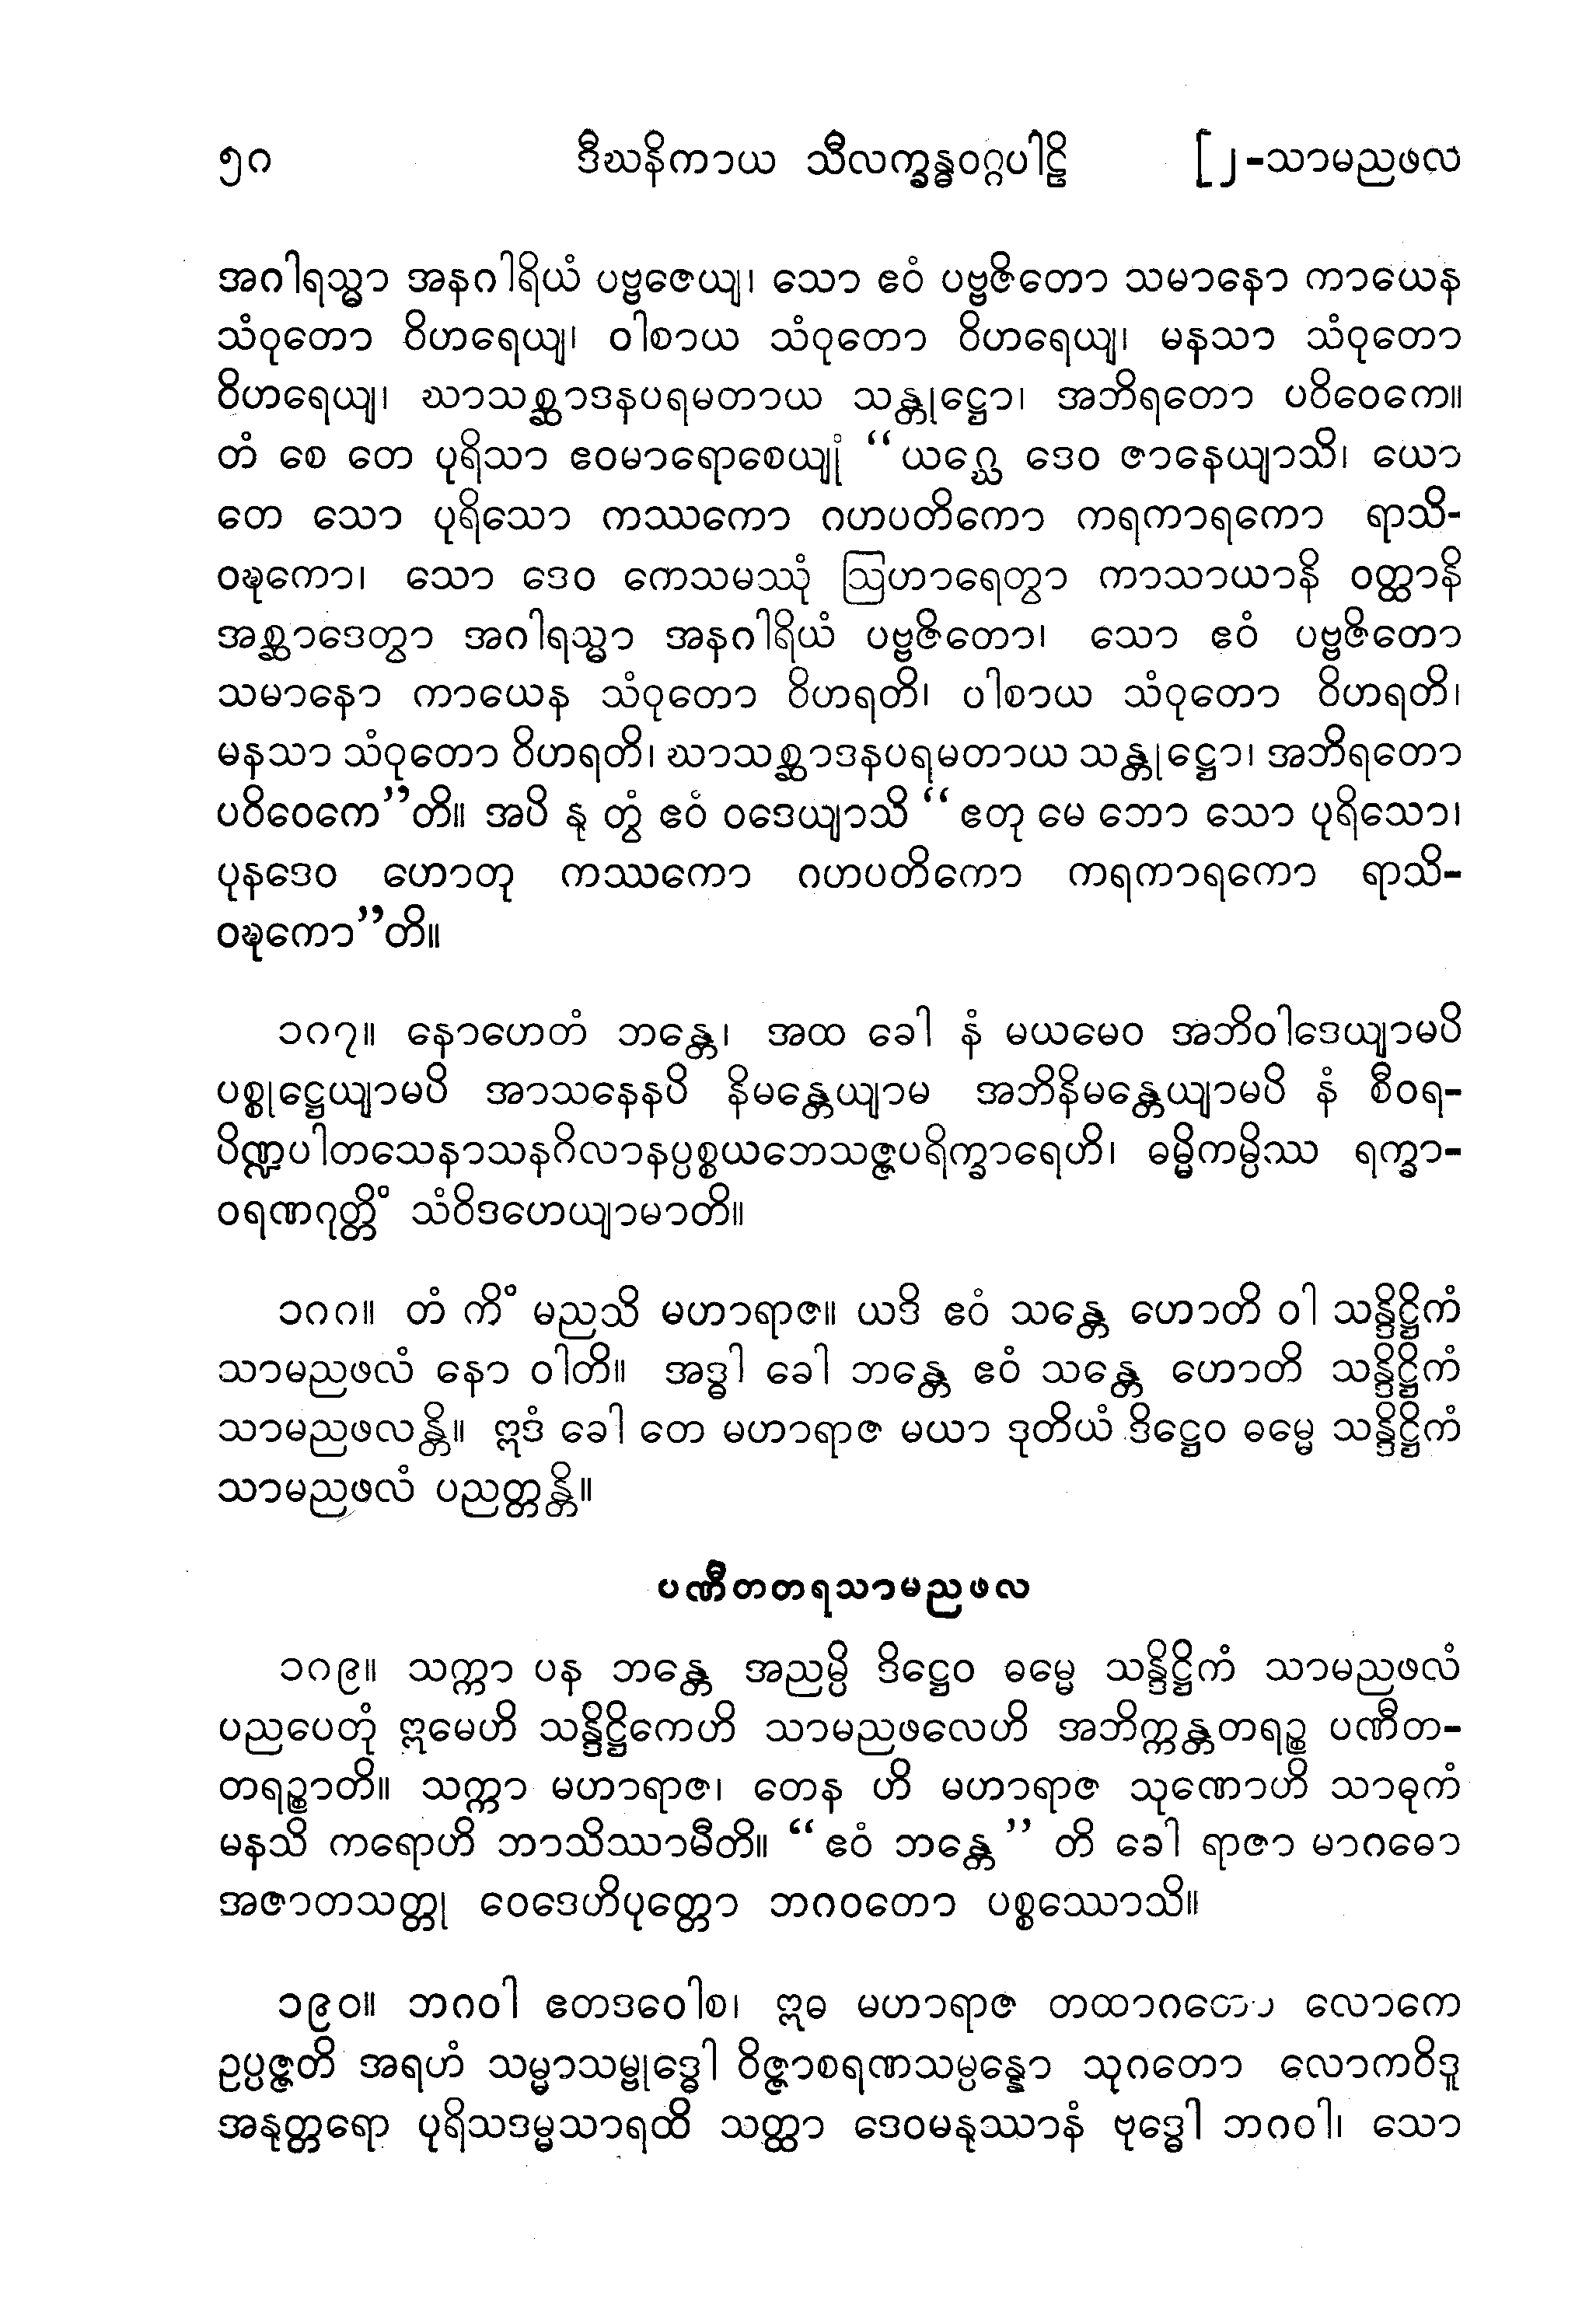 ၅၈ ဒီဃနိကာယ သီလက္ခန္ဓဝဂ္ဂပါဠိ [၂-သာမညဖလ
အဂါရသ္မာ အနဂါရိယံ ပဗ္ဗဇေယျ၊ သော ဧဝံ ပဗ္ဗဇိတော သမာနော ကာယေန
သံဝုတော ဝိဟရေယျ၊ ဝါစာယ သံဝုတော ဝိဟရေယျ၊ မနသာ သံဝုတော
ဝိဟရေယျ၊ ဃာသစ္ဆာဒနပရမတာယ သန္တုဋ္ဌော၊ အဘိရတော ပဝိဝေကေ။
တံ စေ တေ ပုရိသာ ဧဝမာရောစေယျုံ “ယဂ္ဃေ ဒေဝ ဇာနေယျာသိ၊ ယော
တေ သော ပုရိသော ကဿကော ဂဟပတိကော ကရကာရကော ရာသိ-
ဝဍ္ဎကော၊ သော ဒေဝ ကေသမဿုံ ဩဟာရေတွာ ကာသာယာနိ ဝတ္ထာနိ
အစ္ဆာဒေတွာ အဂါရသ္မာ အနဂါရိယံ ပဗ္ဗဇိတော၊ သော ဧဝံ ပဗ္ဗဇိတော
သမာနော ကာယေန သံဝုတော ဝိဟရတိ၊ ဝါစာယ သံဝုတော ဝိဟရတိ၊
မနသာ သံဝုတော ဝိဟရတိ၊ ဃာသစ္ဆာဒနပရမတာယ သန္တုဋ္ဌော၊ အဘိရတော
ပဝိဝေကေ”တိ။ အပိ နု တွံ ဧဝံ ဝဒေယျာသိ “ဧတု မေ ဘော သော ပုရိသော၊
ပုနဒေဝ ဟောတု ကဿကော ဂဟပတိကော ကရကာရကော ရာသိ-
ဝဍ္ဎကော”တိ။
၁၈၇။ နောဟေတံ ဘန္တေ၊ အထ ခေါ နံ မယမေဝ အဘိဝါဒေယျာမပိ
ပစ္စုဋ္ဌေယျာမပိ အာသနေနပိ နိမန္တေယျာမ အဘိနိမန္တေယျာမပိ နံ စီဝရ-
ပိဏ္ဍပါတသေနာသနဂိလာနပ္ပစ္စယဘေသဇ္ဇပရိက္ခာရေဟိ၊ ဓမ္မိကမ္ပိဿ ရက္ခာ-
ဝရဏဂုတ္တိံ သံဝိဒဟေယျာမာတိ။
၁၈၈။ တံ ကိံ မညသိ မဟာရာဇ။ ယဒိ ဧဝံ သန္တေ ဟောတိ ဝါ သန္ဒိဋ္ဌိကံ
သာမညဖလံ နော ဝါတိ။ အဒ္ဓါ ခေါ ဘန္တေ ဧဝံ သန္တေ ဟောတိ သန္ဒိဋ္ဌိကံ
သာမညဖလန္တိ။ ဣဒံ ခေါ တေ မဟာရာဇ မယာ ဒုတိယံ ဒိဋ္ဌေဝ ဓမ္မေ သန္ဒိဋ္ဌိကံ
သာမညဖလံ ပညတ္တန္တိ။
ပဏီတတရသာမညဖလ
၁၈၉။ သက္ကာ ပန ဘန္တေ အညမ္ပိ ဒိဋ္ဌေဝ ဓမ္မေ သန္ဒိဋ္ဌိကံ သာမညဖလံ
ပညပေတုံ ဣမေဟိ သန္ဒိဋ္ဌိကေဟိ သာမညဖလေဟိ အဘိက္ကန္တတရဉ္စ ပဏီတ-
တရဉ္စာတိ။ သက္ကာ မဟာရာဇ၊ တေန ဟိ မဟာရာဇ သုဏောဟိ သာဓုကံ
မနသိ ကရောဟိ ဘာသိဿာမီတိ။ “ဧဝံ ဘန္တေ” တိ ခေါ ရာဇာ မာဂဓော
အဇာတသတ္တု ဝေဒေဟိပုတ္တော ဘဂဝတော ပစ္စဿောသိ။
၁၉၀။ ဘဂဝါ ဧတဒဝေါစ၊ ဣဓ မဟာရာဇ တထာဂတော လောကေ
ဥပ္ပဇ္ဇတိ အရဟံ သမ္မာသမ္ဗုဒ္ဓေါ ဝိဇ္ဇာစရဏသမ္ပန္နော သုဂတော လောကဝိဒူ
အနုတ္တရော ပုရိသဒမ္မသာရထိ သတ္ထာ ဒေဝမနုဿာနံ ဗုဒ္ဓေါ ဘဂဝါ၊ သော